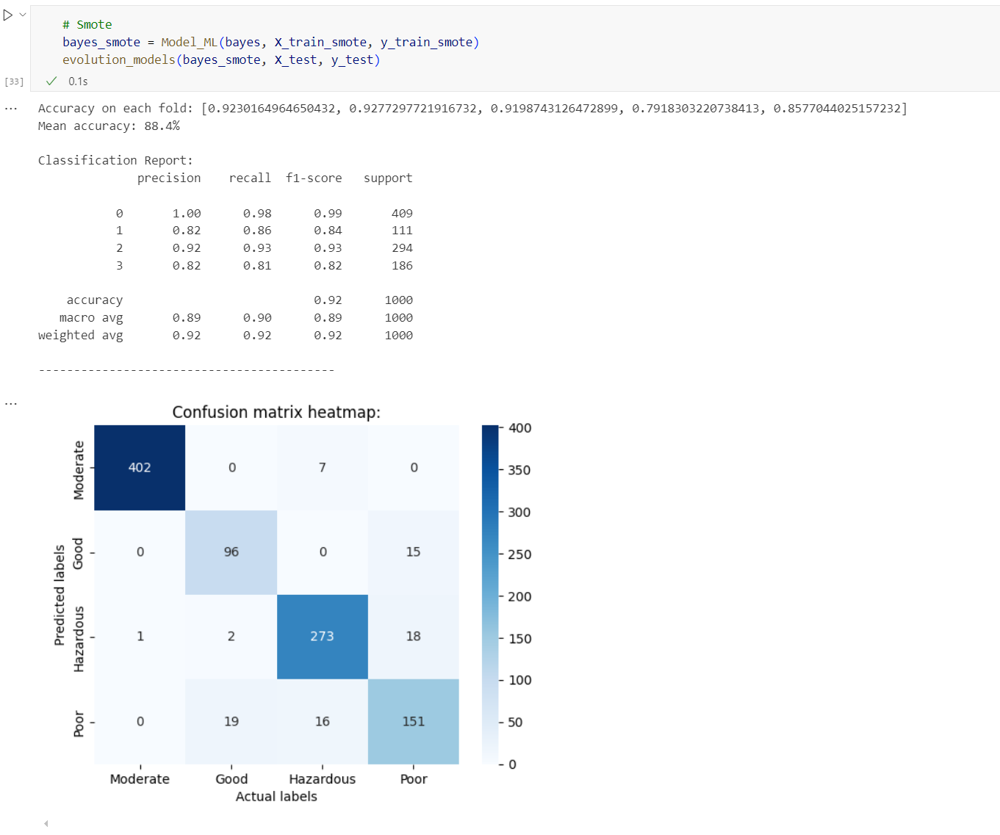 # Smote
bayes_smote = Model_ML(bayes, X_train_smote, y_train_smote)
evolution_models(bayes_smote, X_test, y_test)
[33] 0.1s
... Accuracy on each fold: [0.9230164964650432, 0.9277297721916732, 0.9198743126472899, 0.7918303220738413, 0.8577044025157232]
Mean accuracy: 88.4%
Classification Report:
precision recall f1-score support
0 1.00 0.98 0.99 409
1 0.82 0.86 0.84 111
2 0.92 0.93 0.93 294
3 0.82 0.81 0.82 186
accuracy 0.92 1000
macro avg 0.89 0.90 0.89 1000
weighted avg 0.92 0.92 0.92 1000
------------------------------------------
...
Confusion matrix heatmap:
Predicted labels
Moderate 402 0 7 0
Good 0 96 0 15
Hazardous 1 2 273 18
Poor 0 19 16 151
Moderate Good Hazardous Poor
Actual labels
400
350
300
250
200
150
100
50
0